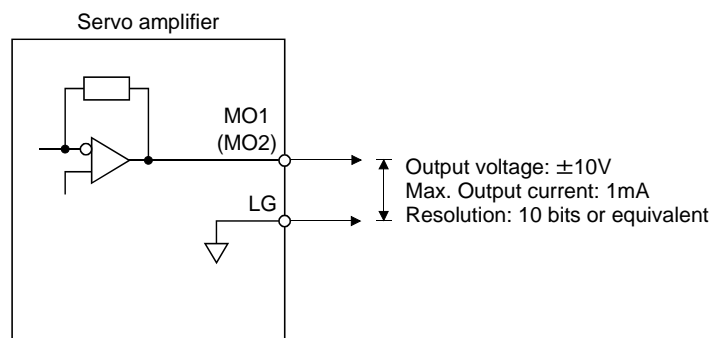 Servo amplifier
MO1
(MO2)
LG
Output voltage: ±10V
Max. Output current: 1mA
Resolution: 10 bits or equivalent